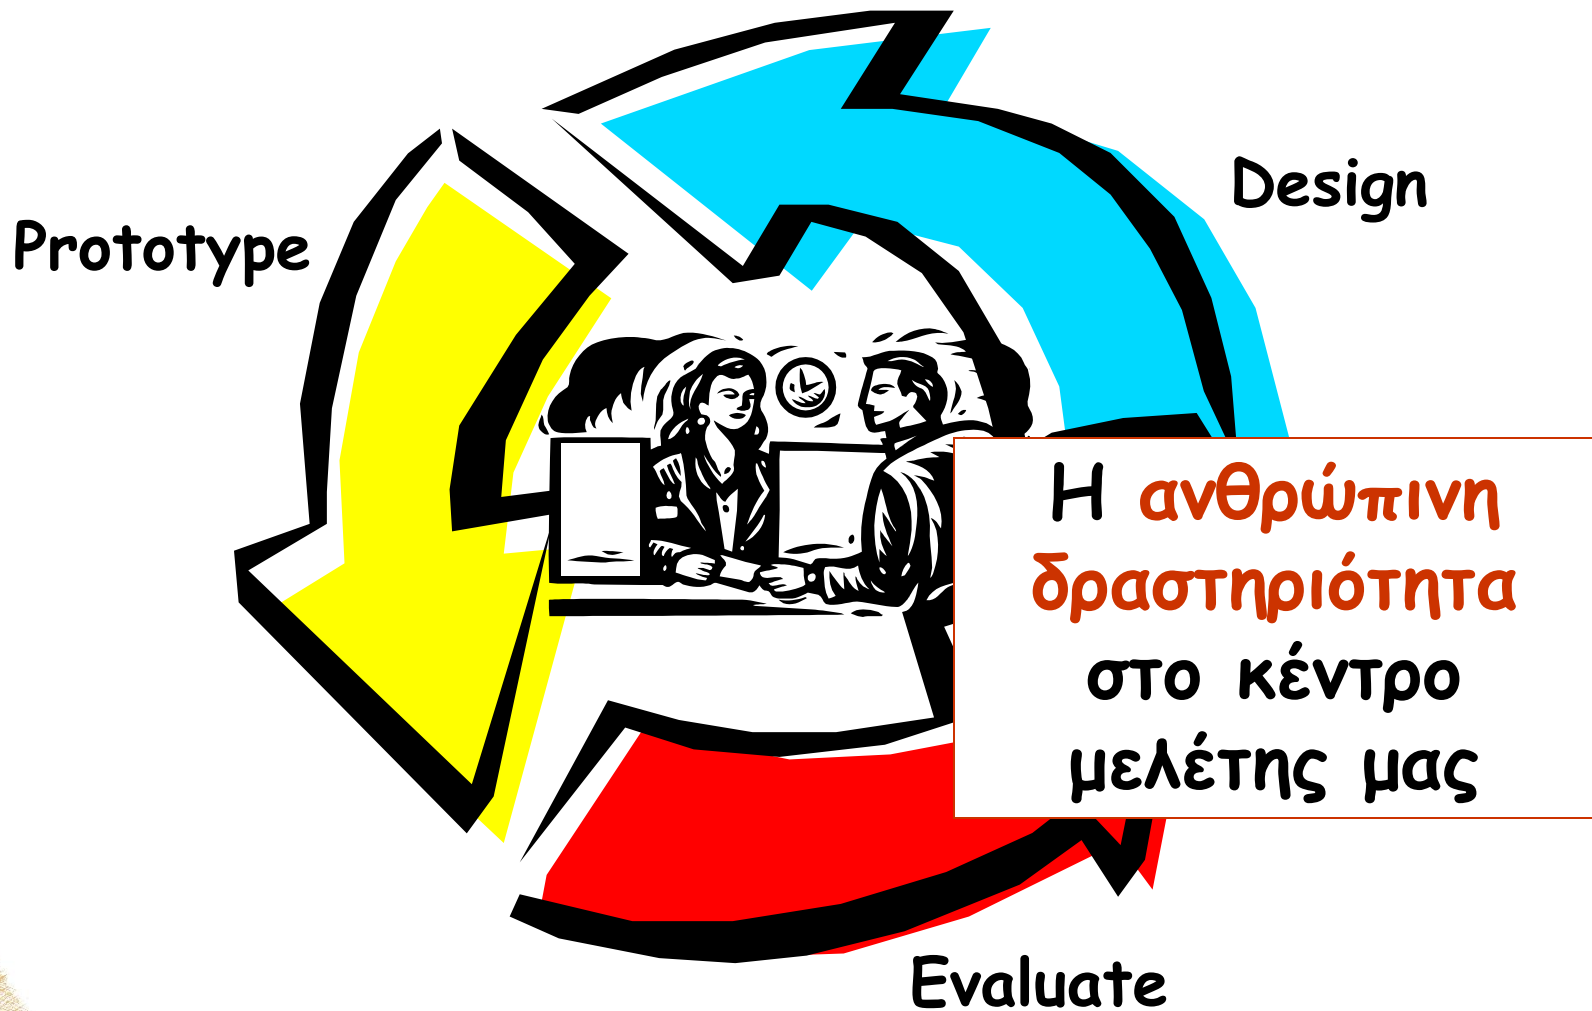 Design
Prototype
Η ανθρώπινη
δραστηριότητα
στο κέντρο
μελέτης μας
Evaluate